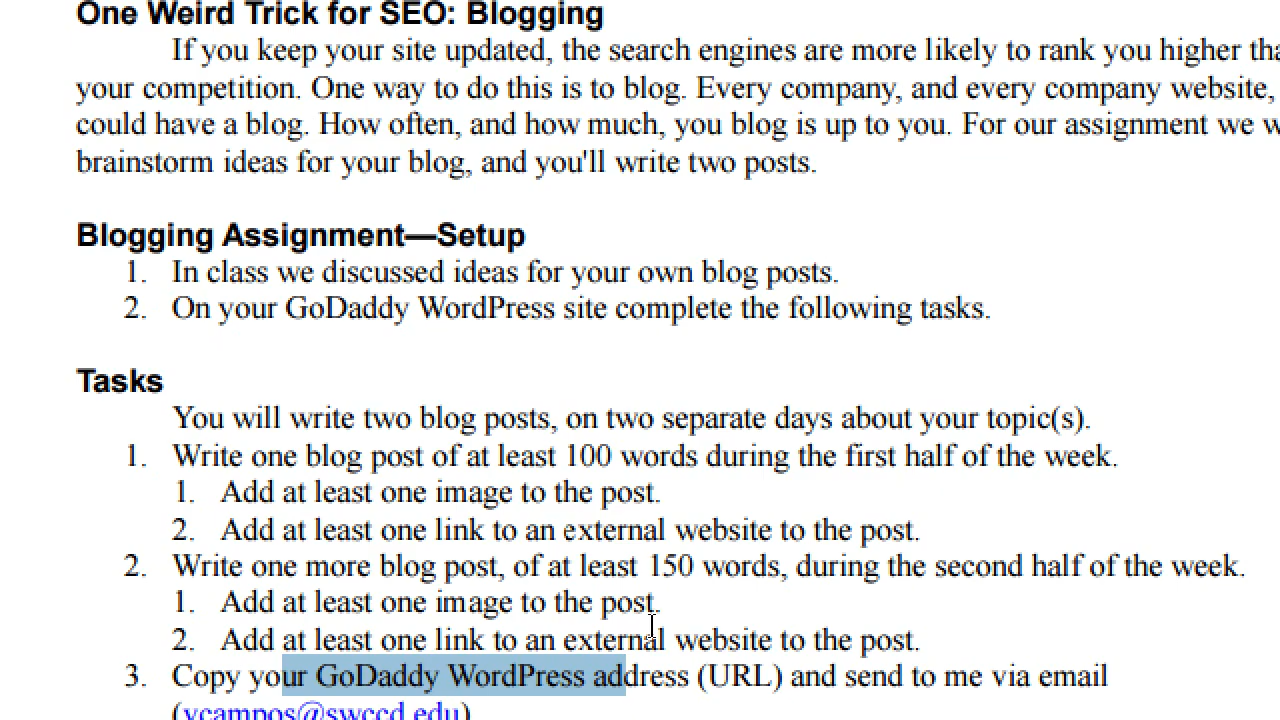 One Weird Trick for SEO: Blogging
If you keep your site updated, the search engines are more likely to rank you higher
your competition. One way to do this is to blog. Every company, and every company website,
could have a blog. How often, and how much, you blog is up to you. For our assignment we
brainstorm ideas for your blog, and you'll write two posts.
Blogging Assignment—Setup
1. In class we discussed ideas for your own blog posts.
2. On your GoDaddy WordPress site complete the following tasks.
Tasks
You will write two blog posts, on two separate days about your topic(s).
1. Write one blog post of at least 100 words during the first half of the week.
1. Add at least one image to the post.
2. Add at least one link to an external website to the post.
2. Write one more blog post, of at least 150 words, during the second half of the week.
1. Add at least one image to the post.
2. Add at least one link to an external website to the post.
3. Copy your GoDaddy WordPress address (URL) and send to me via email
(vcampos@swccd.edu)